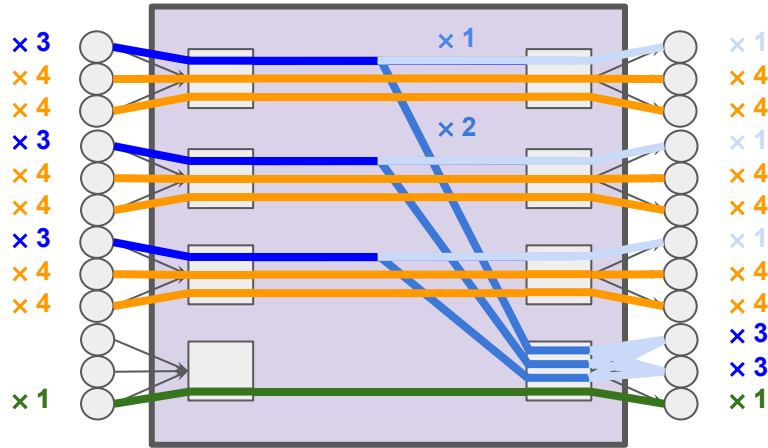 × 3 × 1 × 1
× 4 × 4
× 4 × 4
× 3 × 2 × 1
× 4 × 4
× 4 × 4
× 3 × 1
× 4 × 4
× 4 × 4
× 3
× 3
× 1 × 1